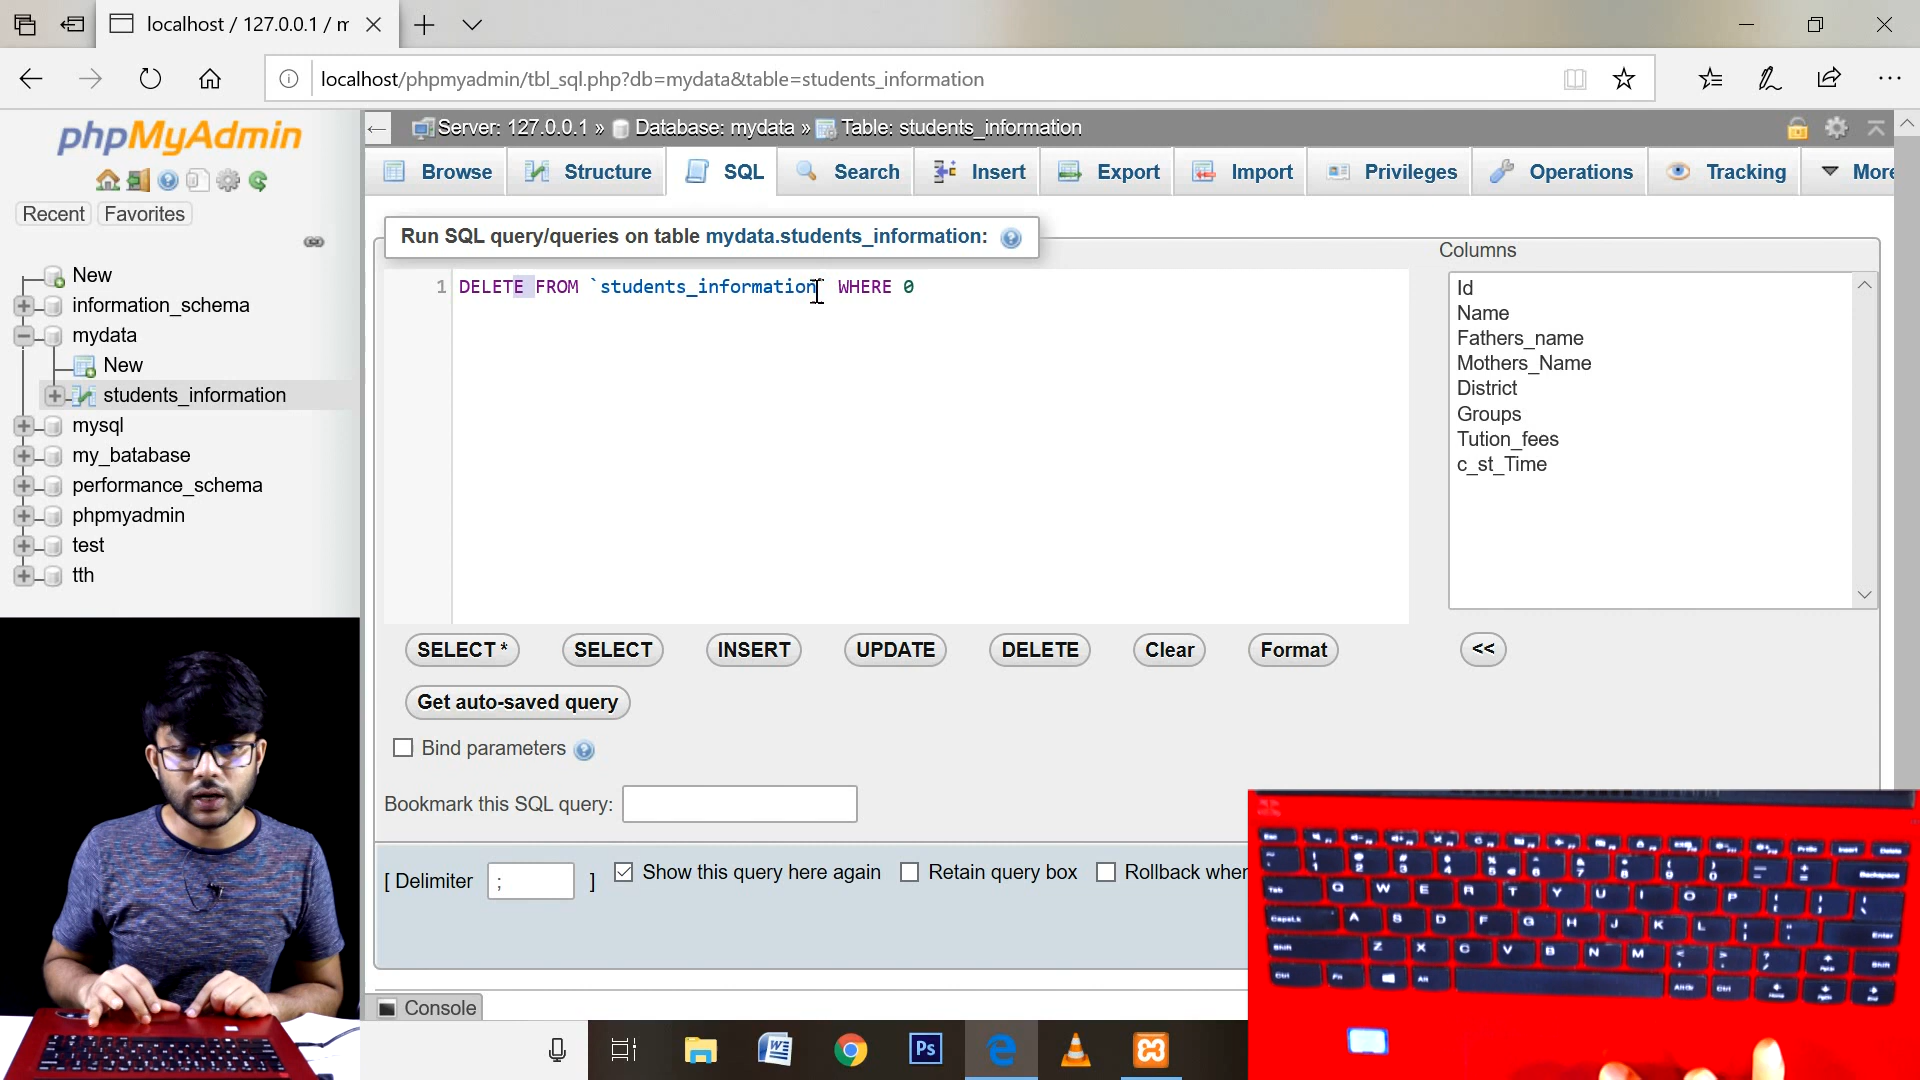 localhost / 127.0.0.1 / m
localhost/phpmyadmin/tbl_sql.php?db=mydata&table=students_information
phpMyAdmin
Recent Favorites
New
information_schema
mydata
New
students_information
mysql
my_batabase
performance_schema
phpmyadmin
test
tth
Server: 127.0.0.1 » Database: mydata » Table: students_information
Browse Structure SQL Search Insert Export Import Privileges Operations Tracking More
Run SQL query/queries on table mydata.students_information:
1 DELETE FROM `students_information` WHERE 0
Columns
Id
Name
Fathers_name
Mothers_Name
District
Groups
Tution_fees
c_st_Time
SELECT * SELECT INSERT UPDATE DELETE Clear Format <<
Get auto-saved query
Bind parameters
Bookmark this SQL query:
[ Delimiter ; ] Show this query here again Retain query box Rollback when
Console
Ps
Q W E R T Y U I O P
A S D F G H J K L
Z X C V B N M